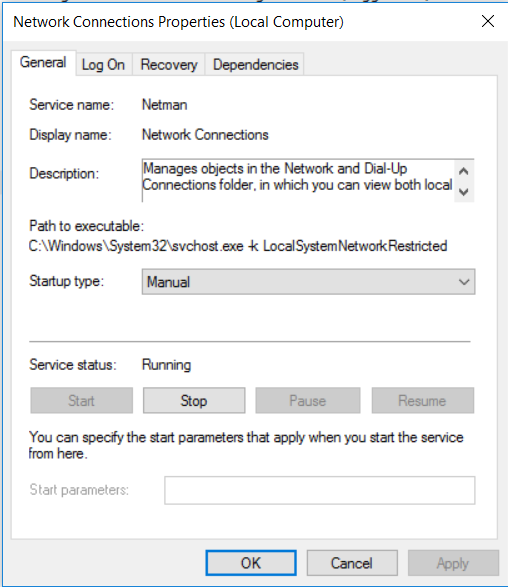 Network Connections Properties (Local Computer)
General
Log On
Recovery
Dependencies
Service name:
Netman
Display name:
Network Connections
Description:
Manages objects in the Network and Dial-Up
Connections folder, in which you can view both local
Path to executable:
C:\Windows\System32\svchost.exe -k LocalSystemNetworkRestricted
Startup type:
Manual
Service status:
Running
Start
Stop
Pause
Resume
You can specify the start parameters that apply when you start the service
from here.
Start parameters:
OK
Cancel
Apply